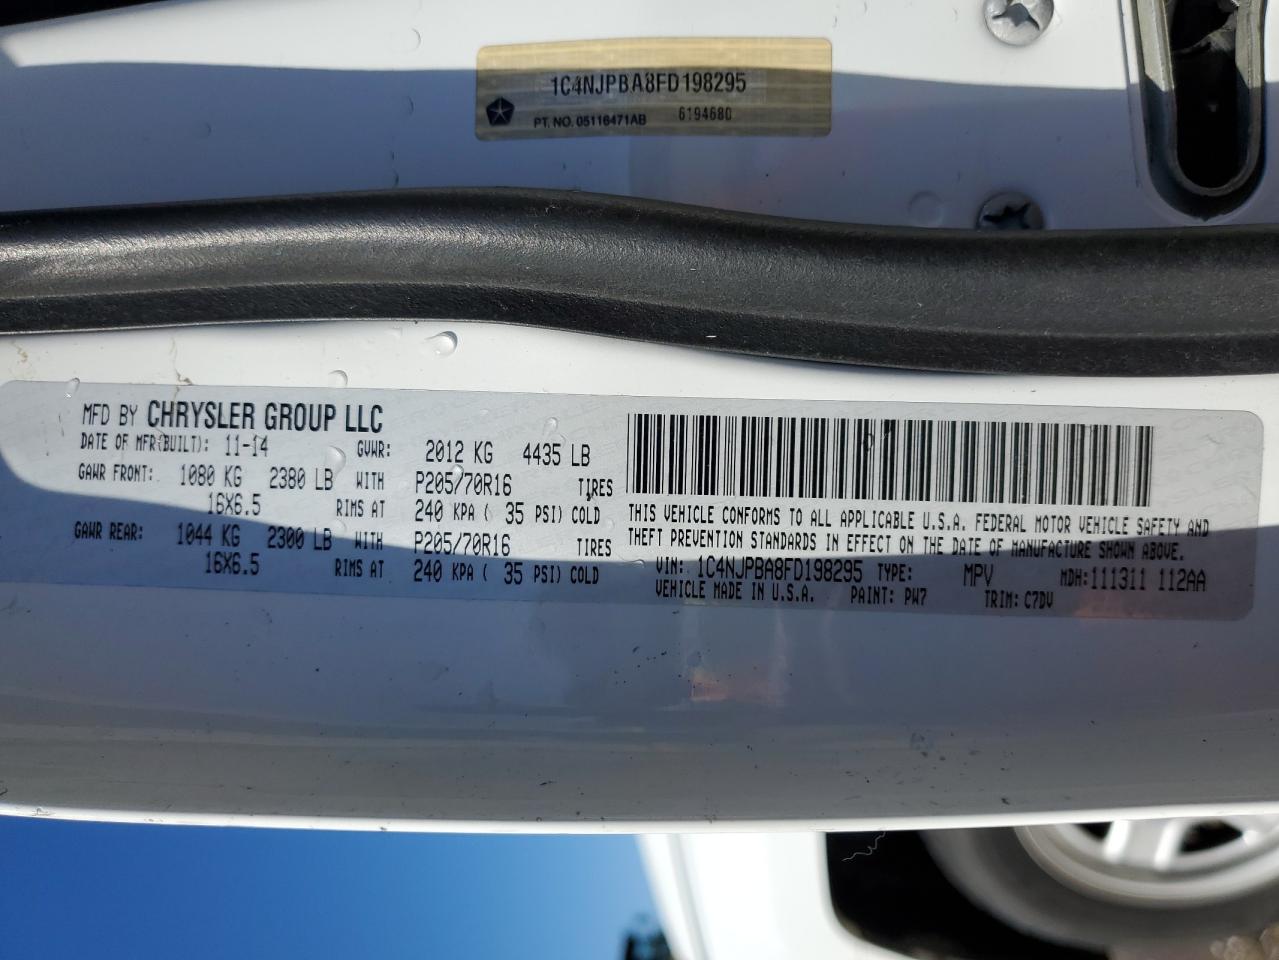 1C4NJPBA8FD198295
PT. NO. 05116471AB 6194680
MFD BY CHRYSLER GROUP LLC
DATE OF MFR(BUILT): 11-14 GVWR: 2012 KG 4435 LB
GAWR FRONT: 1080 KG 2380 LB WITH P205/70R16 TIRES
16X6.5 RIMS AT 240 KPA ( 35 PSI) COLD
GAWR REAR: 1044 KG 2300 LB WITH P205/70R16 TIRES
16X6.5 RIMS AT 240 KPA ( 35 PSI) COLD
THIS VEHICLE CONFORMS TO ALL APPLICABLE U.S.A. FEDERAL MOTOR VEHICLE SAFETY AND
THEFT PREVENTION STANDARDS IN EFFECT ON THE DATE OF MANUFACTURE SHOWN ABOVE.
VIN: 1C4NJPBA8FD198295 TYPE: MPV MDH:111311 112AA
VEHICLE MADE IN U.S.A. PAINT: PW7 TRIM: C7DV